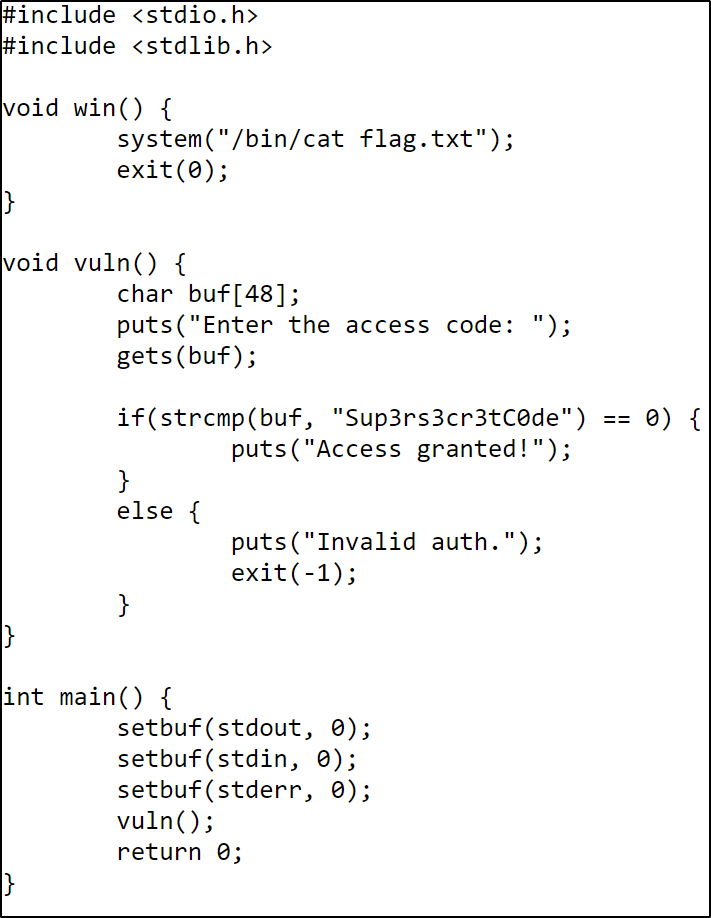 #include <stdio.h>
#include <stdlib.h>

void win() {
        system("/bin/cat flag.txt");
        exit(0);
}

void vuln() {
        char buf[48];
        puts("Enter the access code: ");
        gets(buf);

        if(strcmp(buf, "Sup3rs3cr3tC0de") == 0) {
                puts("Access granted!");
        }
        else {
                puts("Invalid auth.");
                exit(-1);
        }
}

int main() {
        setbuf(stdout, 0);
        setbuf(stdin, 0);
        setbuf(stderr, 0);
        vuln();
        return 0;
}